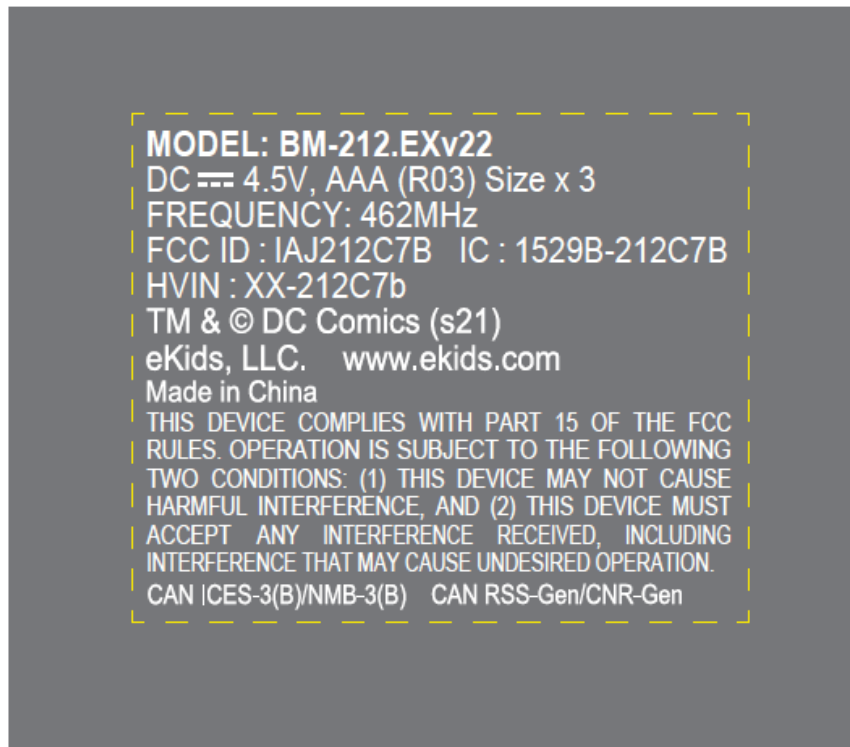 MODEL: BM-212.EXv22
DC ⎓ 4.5V, AAA (R03) Size x 3
FREQUENCY: 462MHz
FCC ID : IAJ212C7B IC : 1529B-212C7B
HVIN : XX-212C7b
TM & © DC Comics (s21)
eKids, LLC. www.ekids.com
Made in China
THIS DEVICE COMPLIES WITH PART 15 OF THE FCC
RULES. OPERATION IS SUBJECT TO THE FOLLOWING
TWO CONDITIONS: (1) THIS DEVICE MAY NOT CAUSE
HARMFUL INTERFERENCE, AND (2) THIS DEVICE MUST
ACCEPT ANY INTERFERENCE RECEIVED, INCLUDING
INTERFERENCE THAT MAY CAUSE UNDESIRED OPERATION.
CAN ICES-3(B)/NMB-3(B) CAN RSS-Gen/CNR-Gen